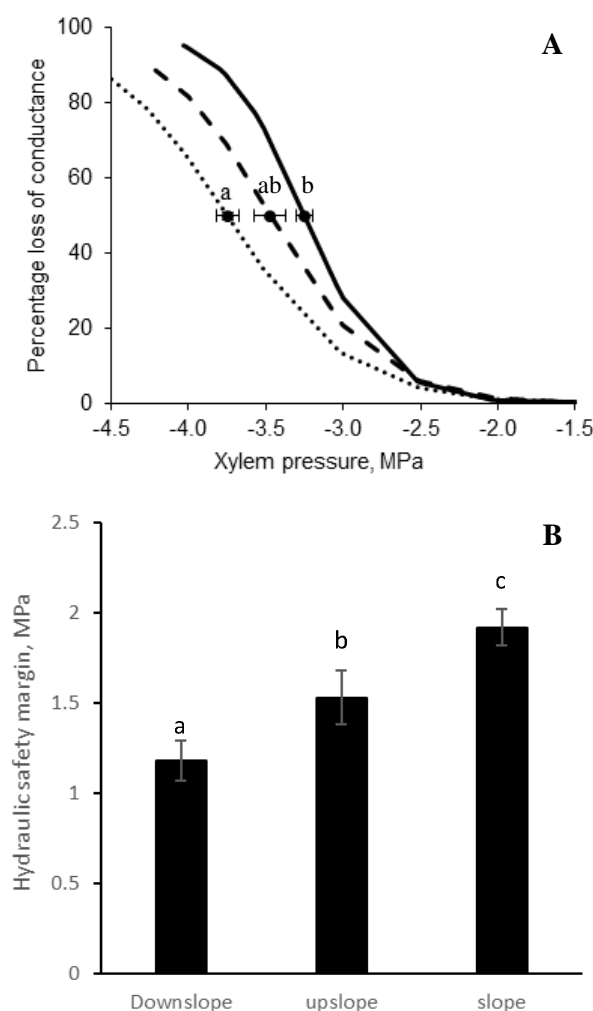 A
100
80
60
40
20
0
a ab b
-4.5 -4.0 -3.5 -3.0 -2.5 -2.0 -1.5
Percentage loss of conductance
Xylem pressure, MPa
B
2.5
2
1.5
1
0.5
0
a
b
c
Hydraulic safety margin, MPa
Downslope upslope slope